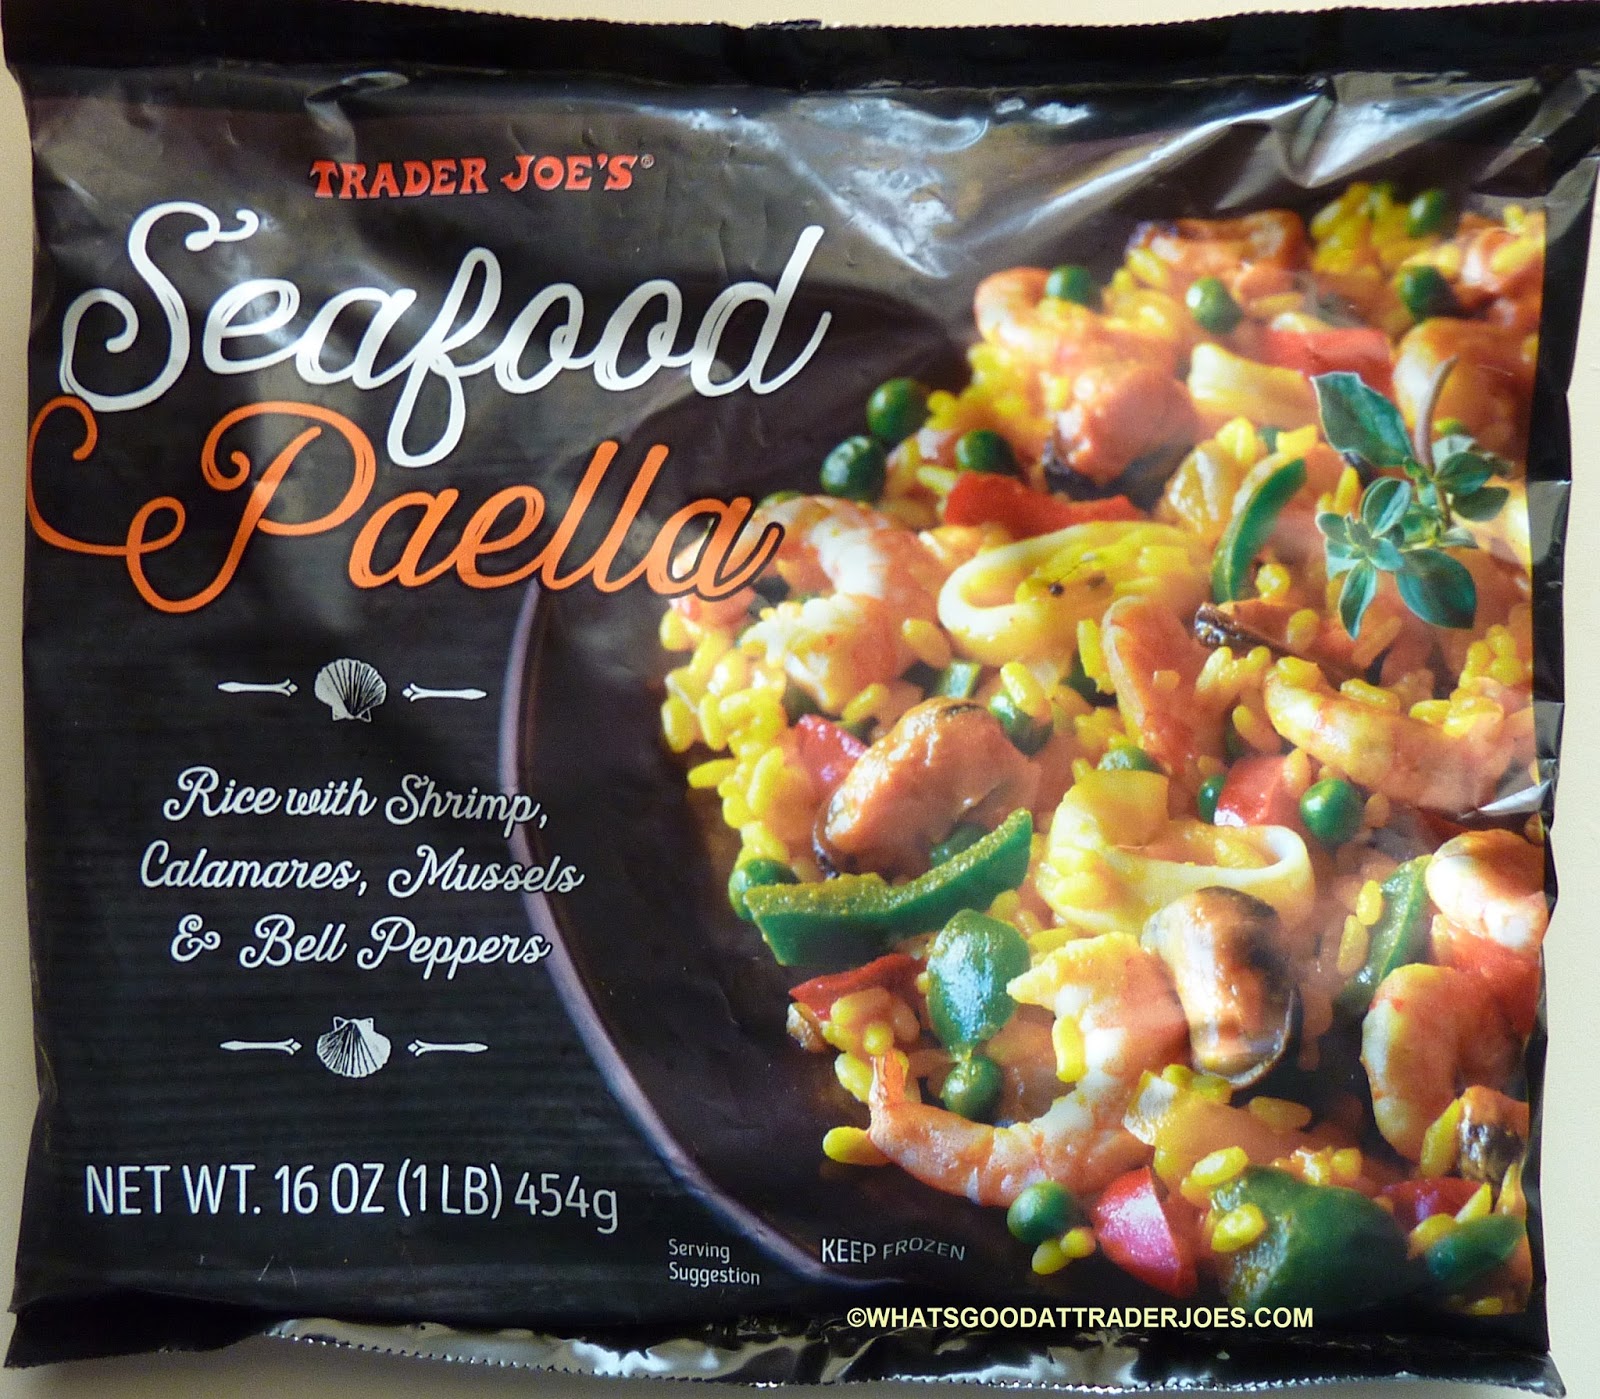 TRADER JOE'S®
Seafood
Paella
Rice with Shrimp,
Calamares, Mussels
& Bell Peppers
NET WT. 16 OZ (1 LB) 454g
Serving
Suggestion
KEEP FROZEN
©WHATSGOODATTRADERJOES.COM